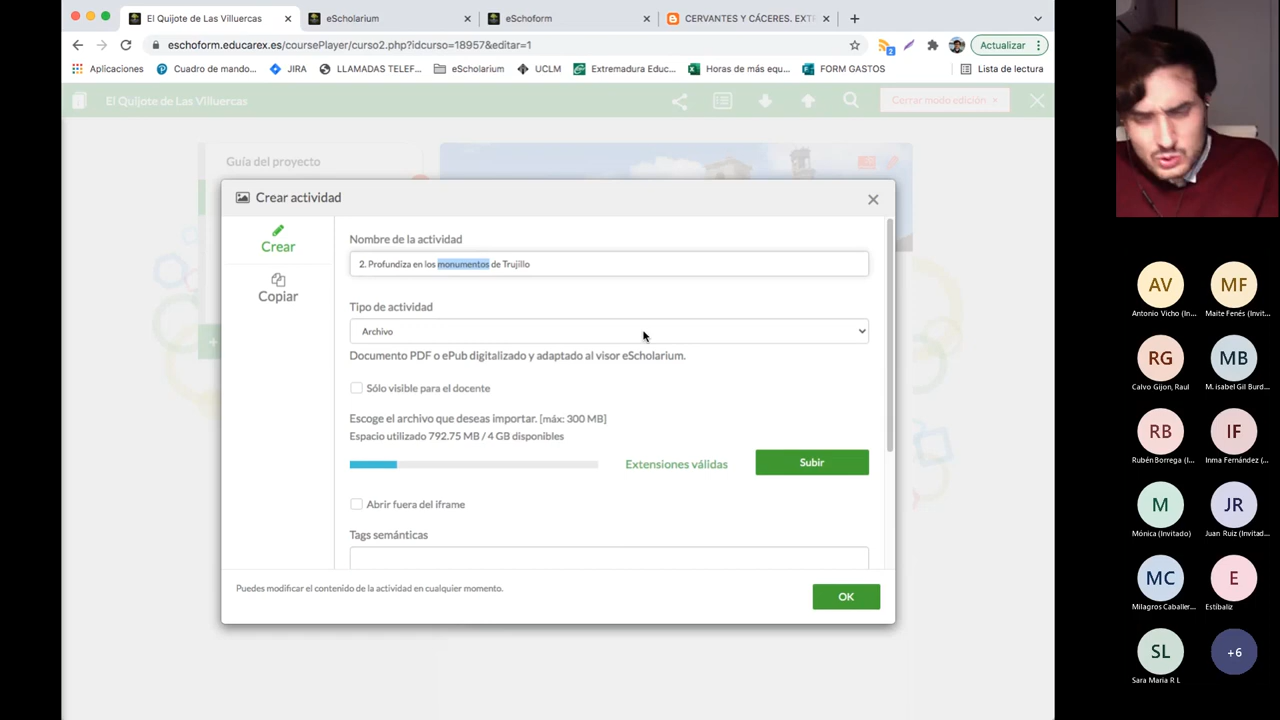 El Quijote de Las Villuercas
eScholarium
eSchoform
CERVANTES Y CÁCERES. EXT
eschoform.educarex.es/coursePlayer/curso2.php?idcurso=18957&editar=1
2
Actualizar
Aplicaciones
Cuadro de mando...
JIRA
LLAMADAS TELEF...
eScholarium
UCLM
Extremadura Educ...
Horas de más equ...
FORM GASTOS
Lista de lectura
El Quijote de Las Villuercas
Cerrar modo edición
Guía del proyecto
Crear actividad
Crear
Copiar
Nombre de la actividad
2. Profundiza en los monumentos de Trujillo
Tipo de actividad
Archivo
Documento PDF o ePub digitalizado y adaptado al visor eScholarium.
Sólo visible para el docente
Escoge el archivo que deseas importar. [máx: 300 MB]
Espacio utilizado 792.75 MB / 4 GB disponibles
Extensiones válidas
Subir
Abrir fuera del iframe
Tags semánticas
Puedes modificar el contenido de la actividad en cualquier momento.
OK
AV
MF
Antonio Vicho (In...
Maite Fenés (Invit...
RG
MB
Calvo Gijon, Raul
M. isabel Gil Burd...
RB
IF
Rubén Borrega (I...
Inma Fernández (...
M
JR
Mónica (Invitado)
Juan Ruiz (Invitad...
MC
E
Milagros Caballer...
Estíbaliz
SL
+6
Sara Maria R L